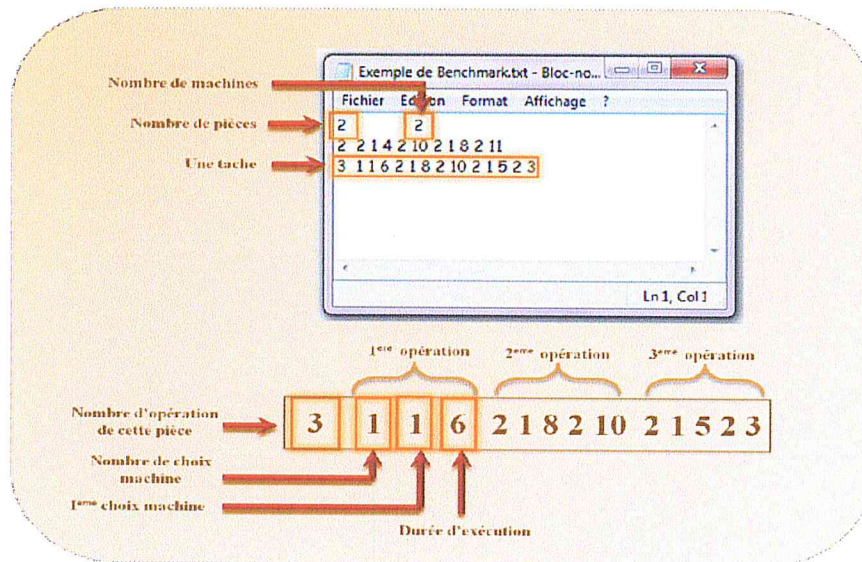 Exemple de Benchmark.txt - Bloc-no...
Nombre de machines
Fichier Edition Format Affichage ?
Nombre de pièces
2 2
2 2 1 4 2 10 2 1 8 2 11
Une tache
3 1 1 6 2 1 8 2 10 2 1 5 2 3
Ln 1, Col 1
1ere opération 2eme opération 3eme opération
Nombre d'opération de cette pièce
3 1 1 6 2 1 8 2 10 2 1 5 2 3
Nombre de choix machine
Ieme choix machine
Durée d'exécution